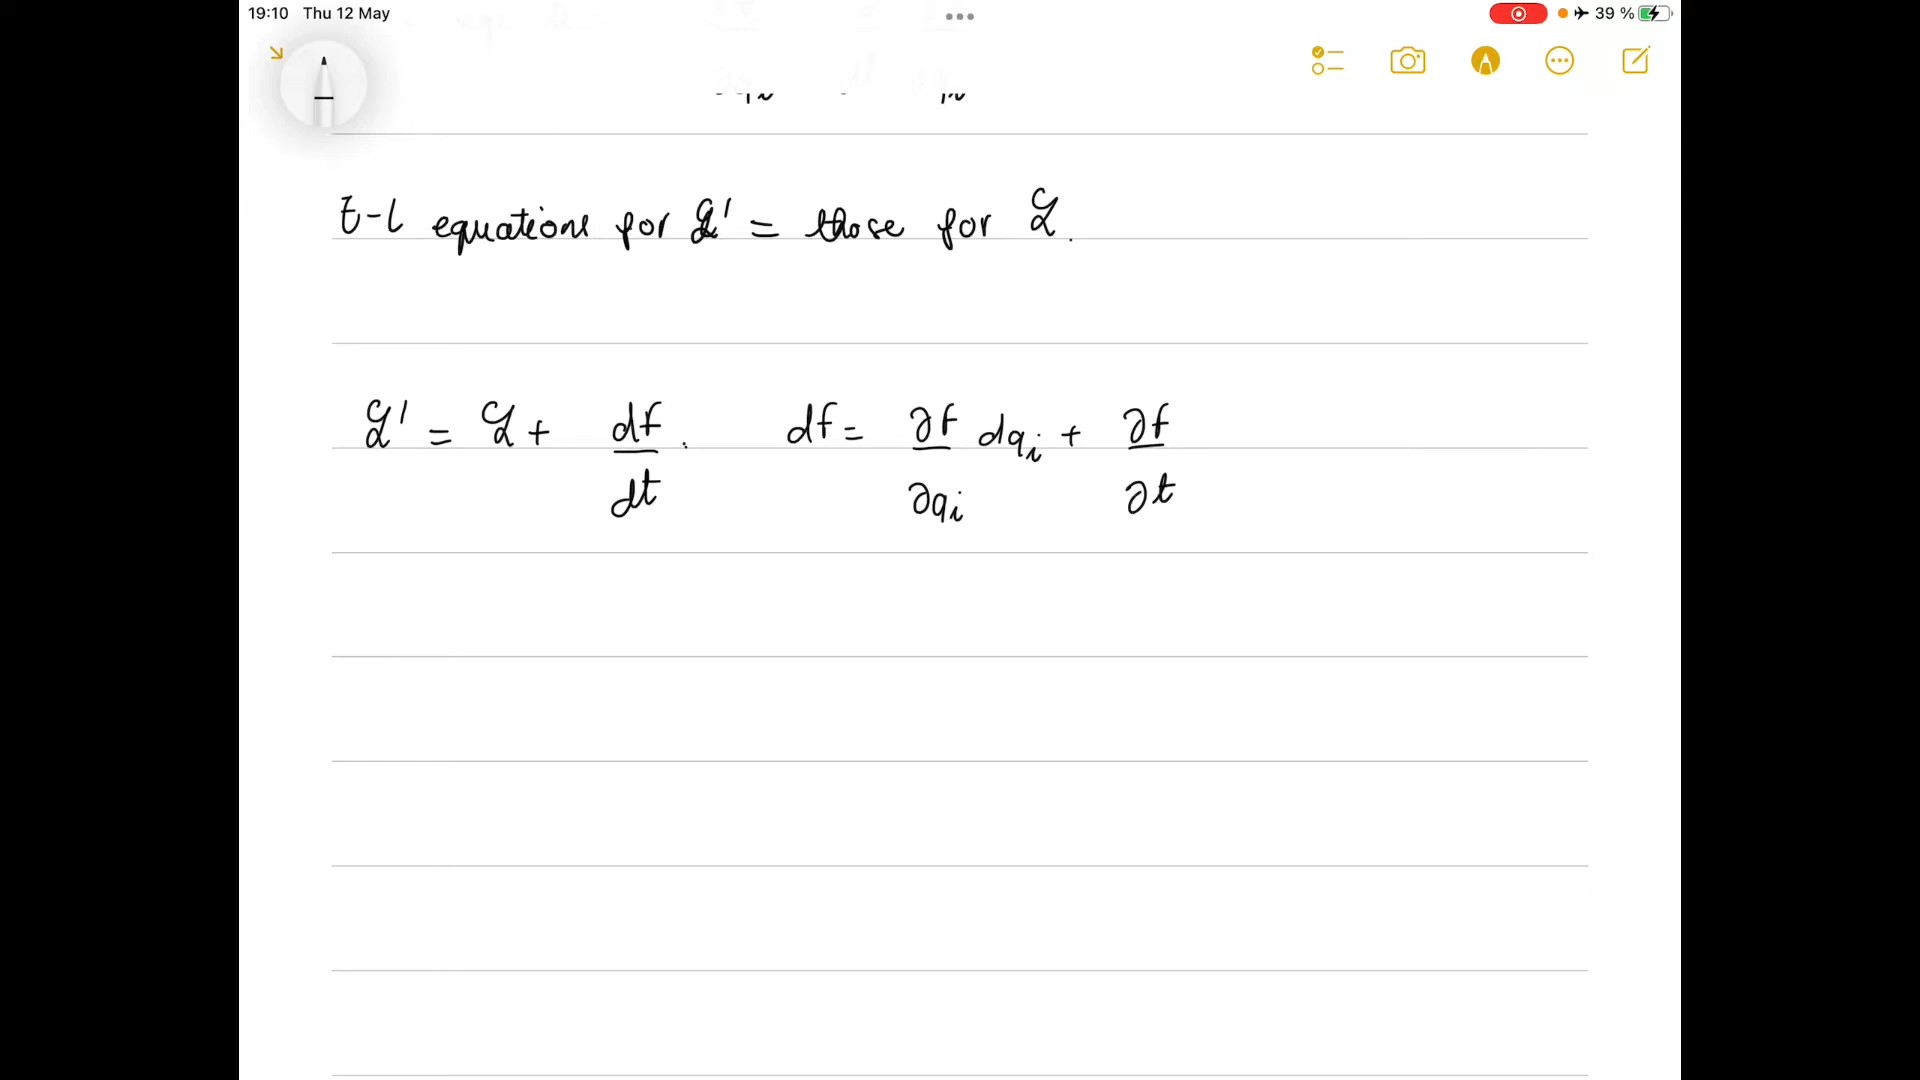 19:10 Thu 12 May 39 %
E-L equations for ℒ' = those for ℒ.
ℒ' = ℒ + df/dt . df = ∂f/∂qᵢ dqᵢ + ∂f/∂t